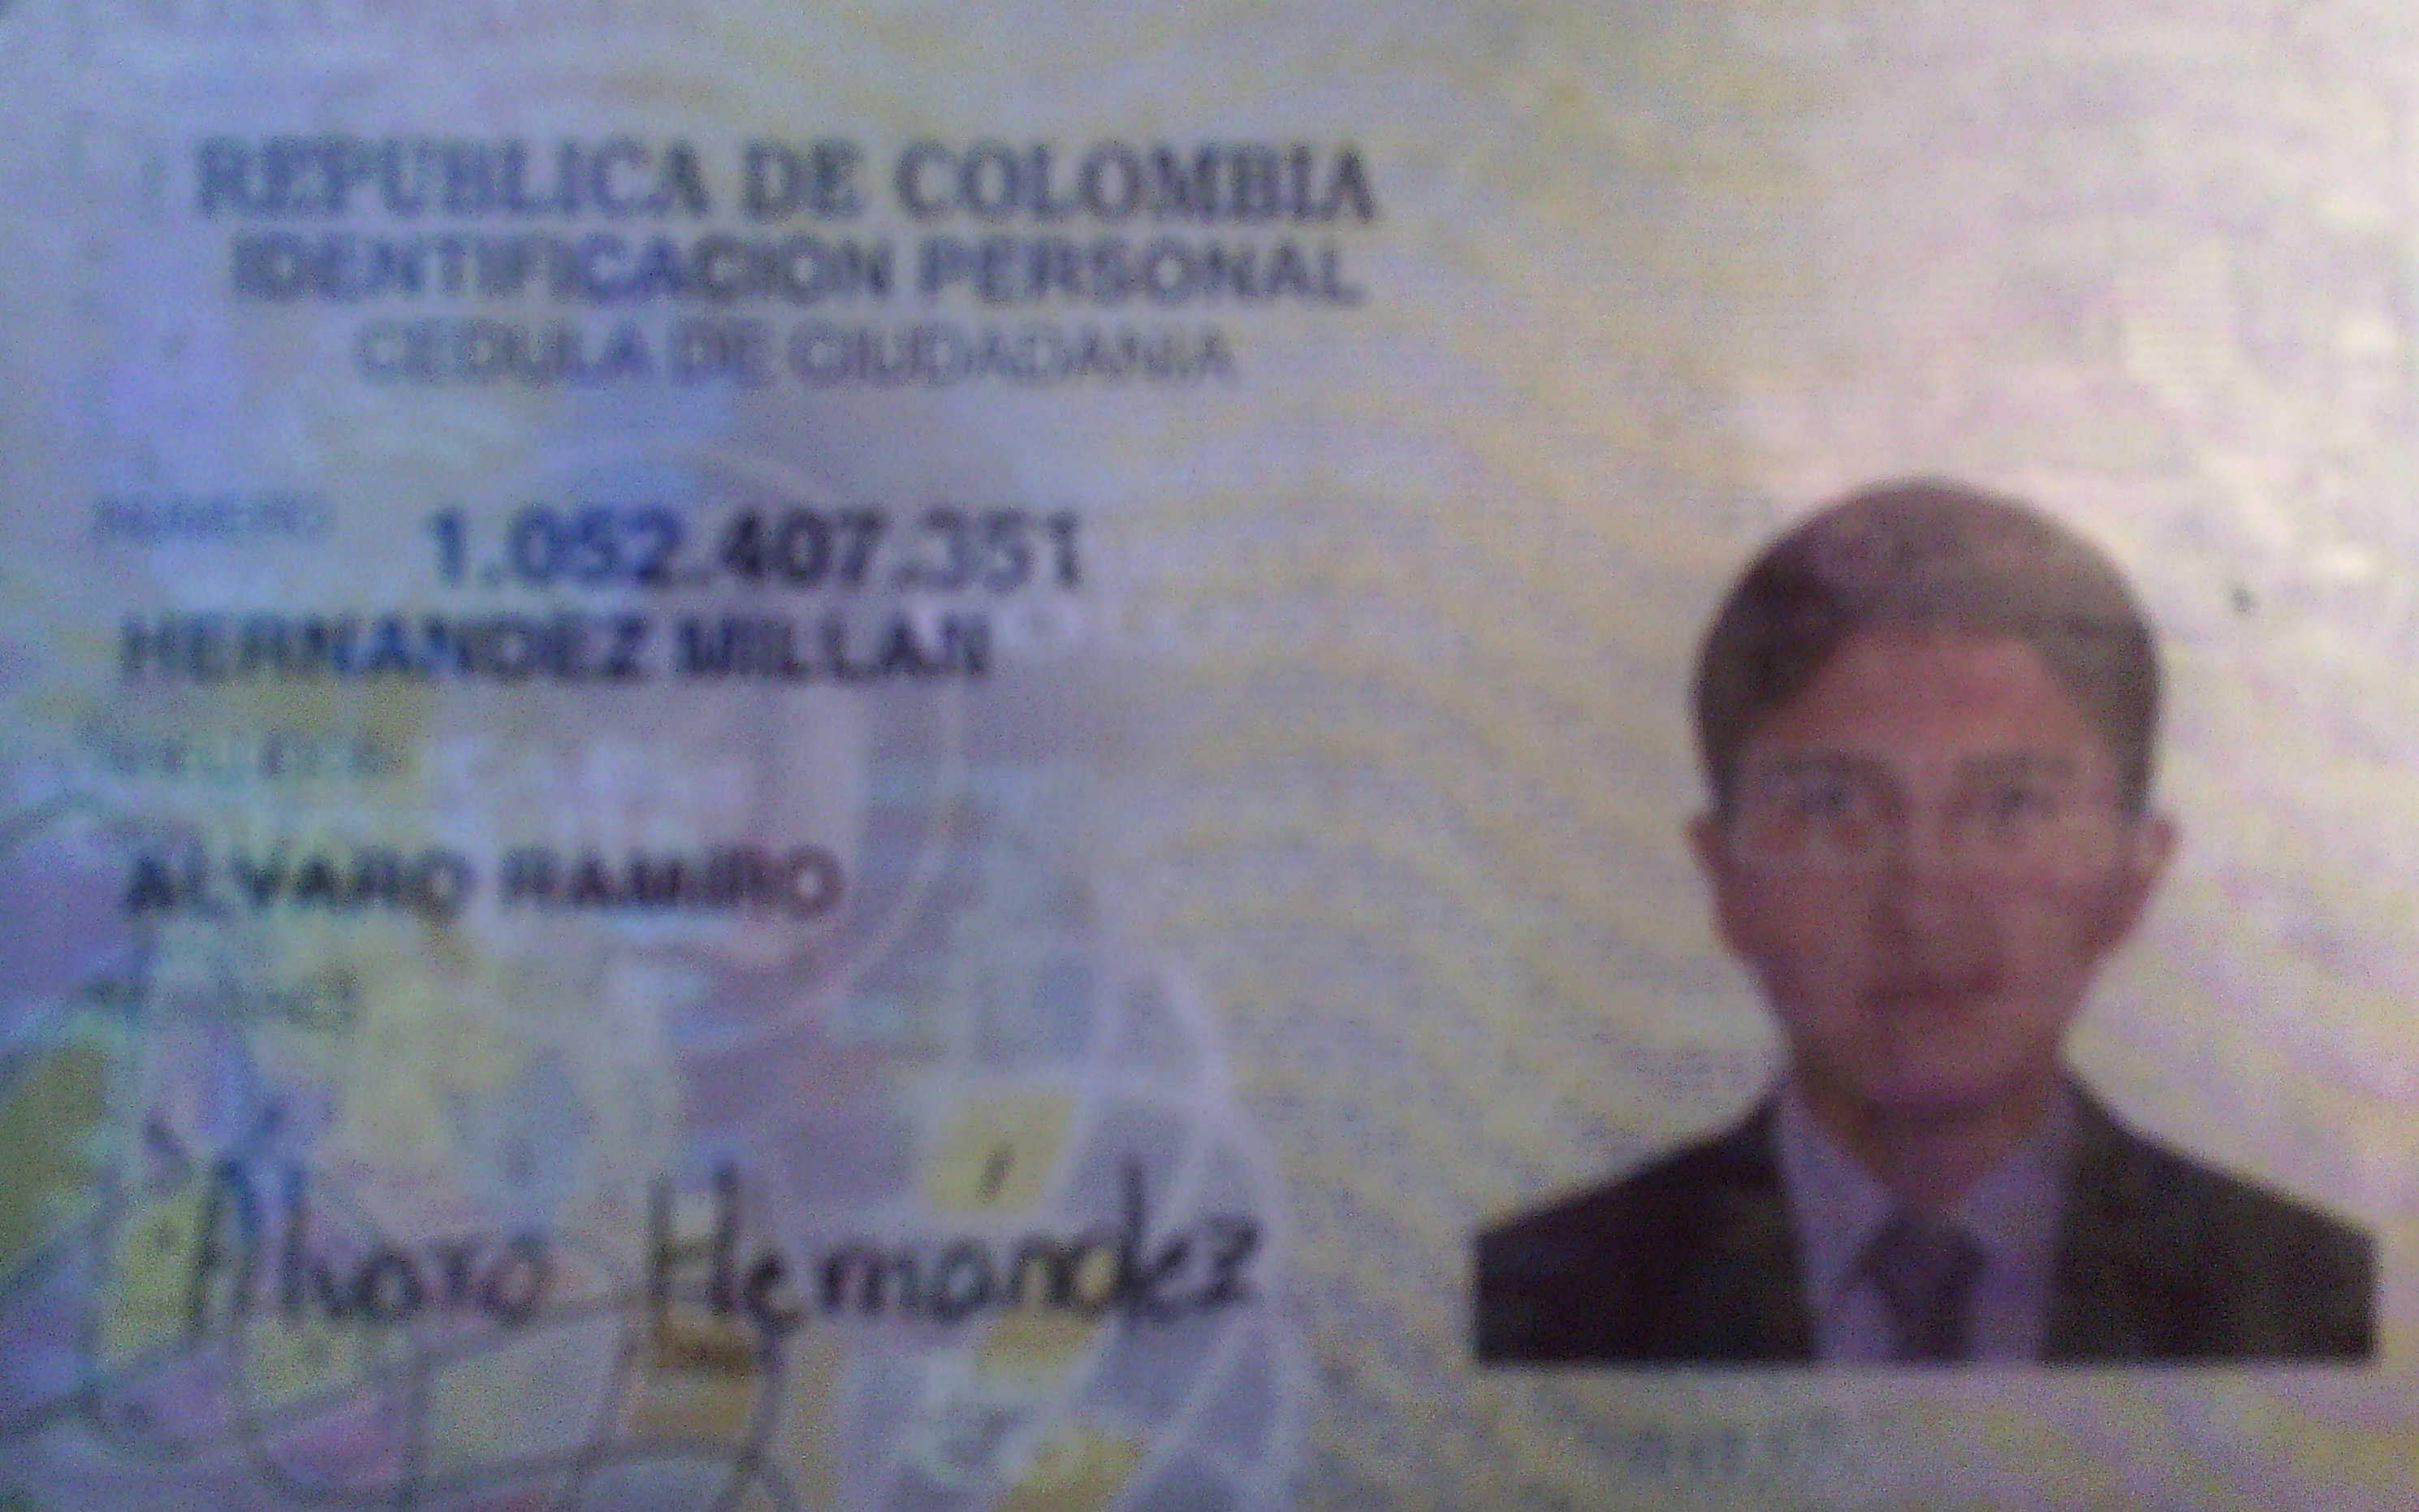 REPUBLICA DE COLOMBIA
IDENTIFICACION PERSONAL
CEDULA DE CIUDADANIA
NUMERO 1.052.407.351
HERNANDEZ MILLAN
APELLIDOS
ALVARO RAMIRO
NOMBRES
Alvaro Hernández